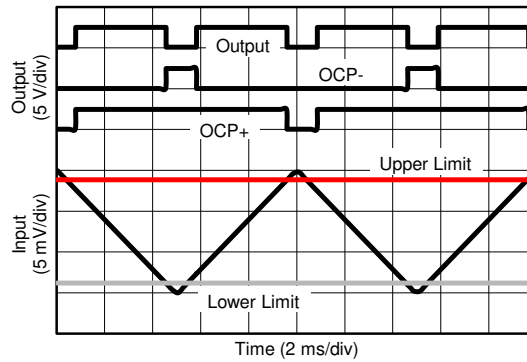 Output
OCP-
OCP+
Output
(5 V/div)
Upper Limit
Input
(5 mV/div)
Lower Limit
Time (2 ms/div)